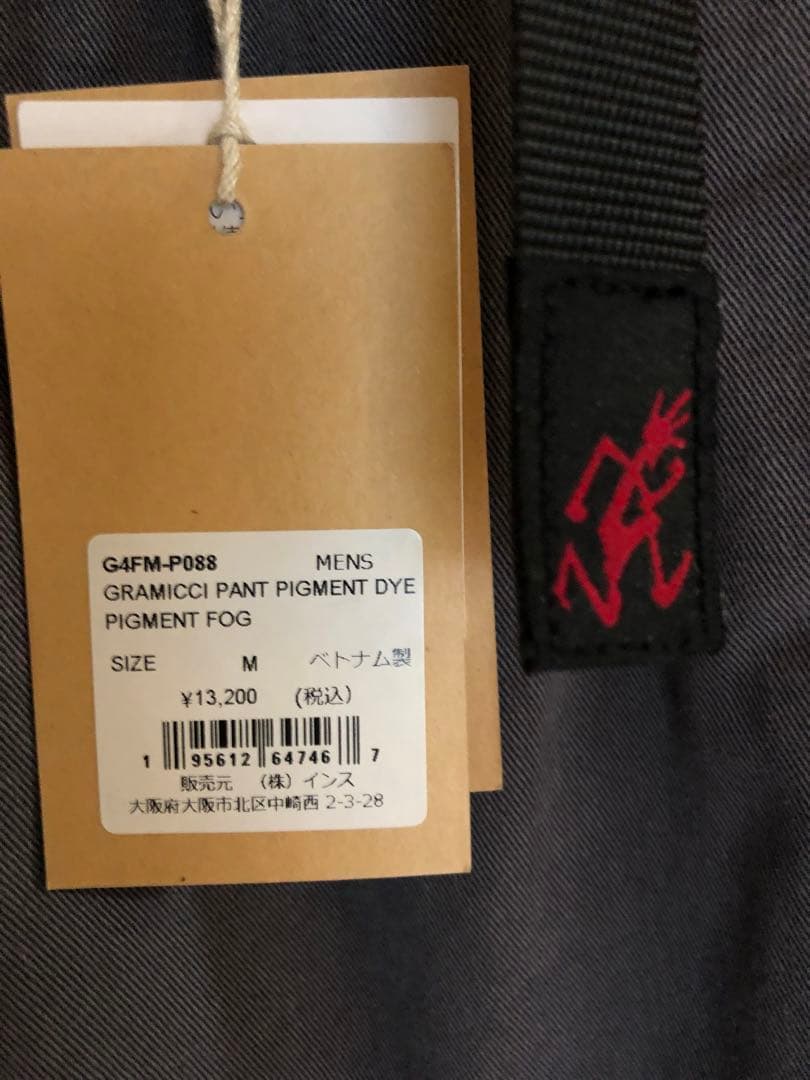 G4FM-P088 MENS
GRAMICCI PANT PIGMENT DYE
PIGMENT FOG
SIZE M ベトナム製
¥13,200 (税込)
1 95612 64746 7
販売元 (株) インス
大阪府大阪市北区中崎西 2-3-28